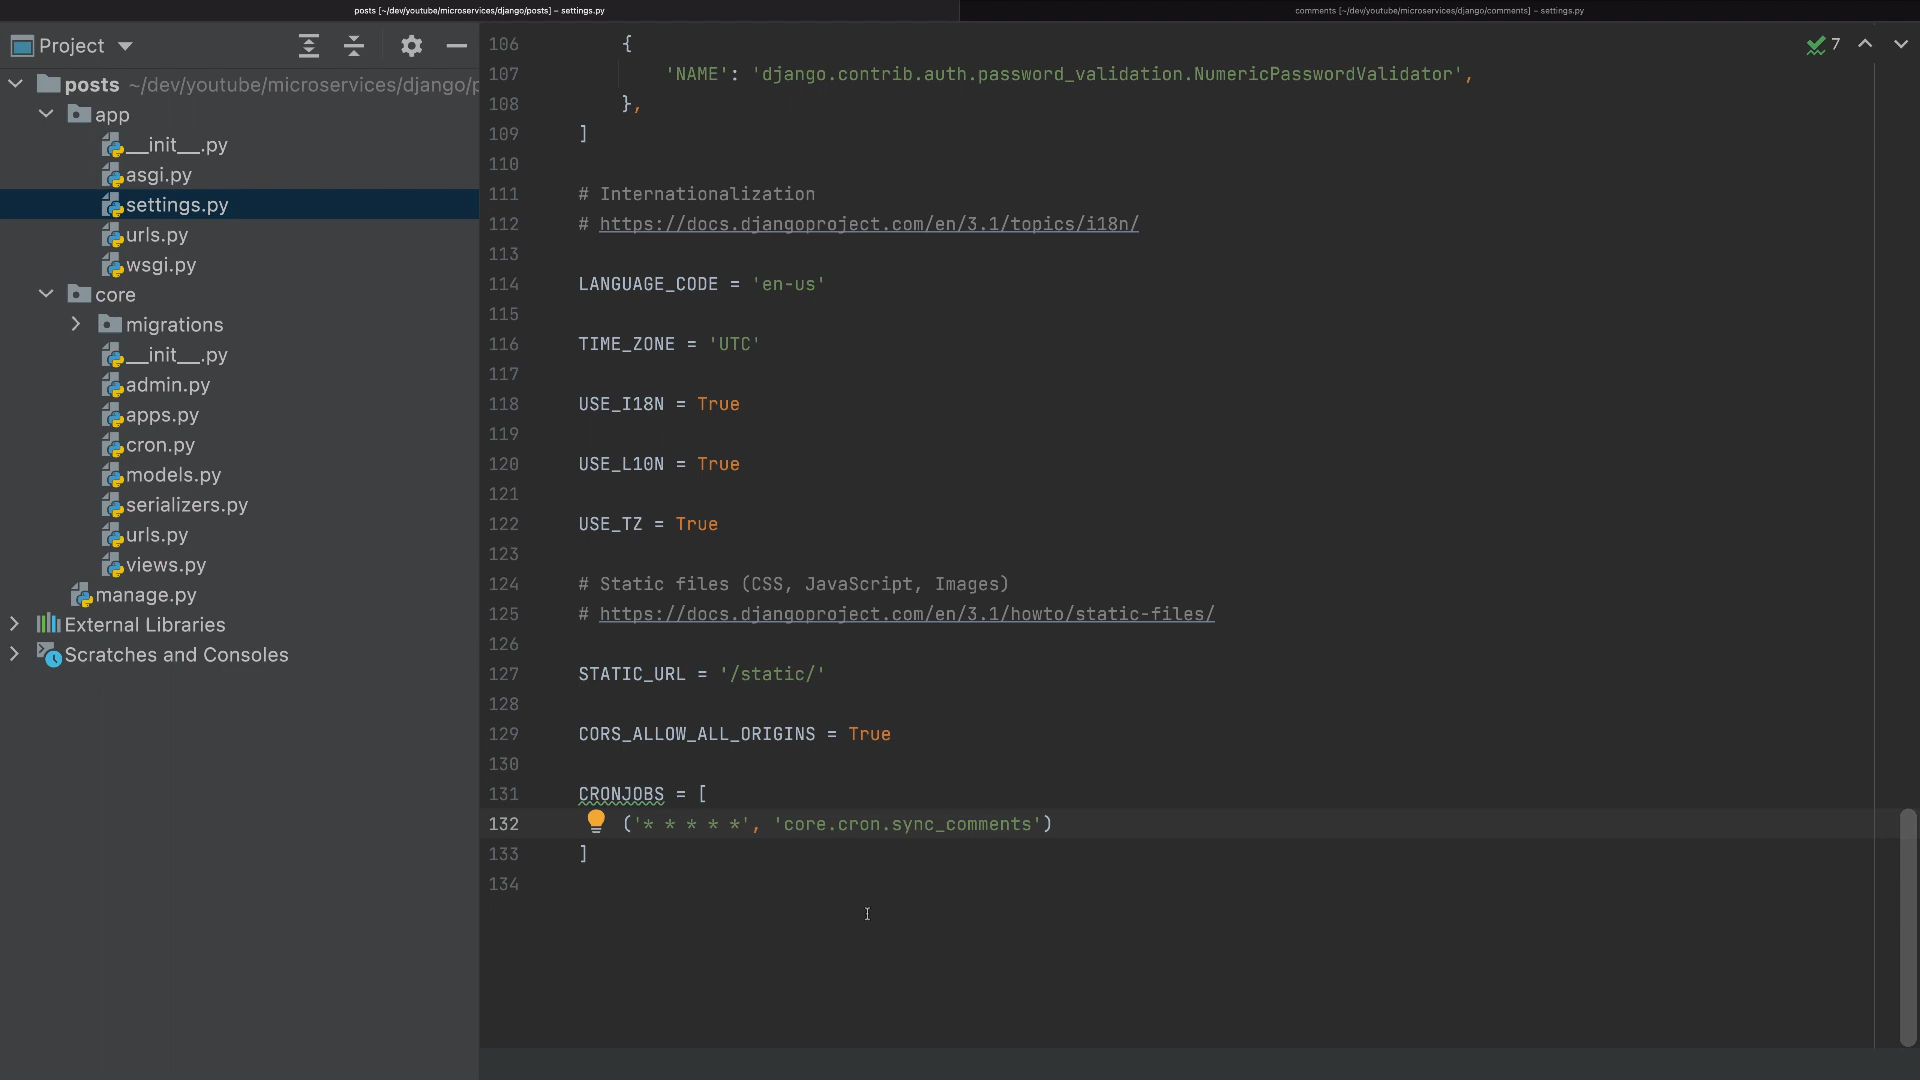 posts [~/dev/youtube/microservices/django/posts] – settings.py
comments [~/dev/youtube/microservices/django/comments] – settings.py
Project
posts ~/dev/youtube/microservices/django/p
app
__init__.py
asgi.py
settings.py
urls.py
wsgi.py
core
migrations
__init__.py
admin.py
apps.py
cron.py
models.py
serializers.py
urls.py
views.py
manage.py
External Libraries
Scratches and Consoles
7
106 {
107 'NAME': 'django.contrib.auth.password_validation.NumericPasswordValidator',
108 },
109 ]
110
111 # Internationalization
112 # https://docs.djangoproject.com/en/3.1/topics/i18n/
113
114 LANGUAGE_CODE = 'en-us'
115
116 TIME_ZONE = 'UTC'
117
118 USE_I18N = True
119
120 USE_L10N = True
121
122 USE_TZ = True
123
124 # Static files (CSS, JavaScript, Images)
125 # https://docs.djangoproject.com/en/3.1/howto/static-files/
126
127 STATIC_URL = '/static/'
128
129 CORS_ALLOW_ALL_ORIGINS = True
130
131 CRONJOBS = [
132 ('* * * * *', 'core.cron.sync_comments')
133 ]
134